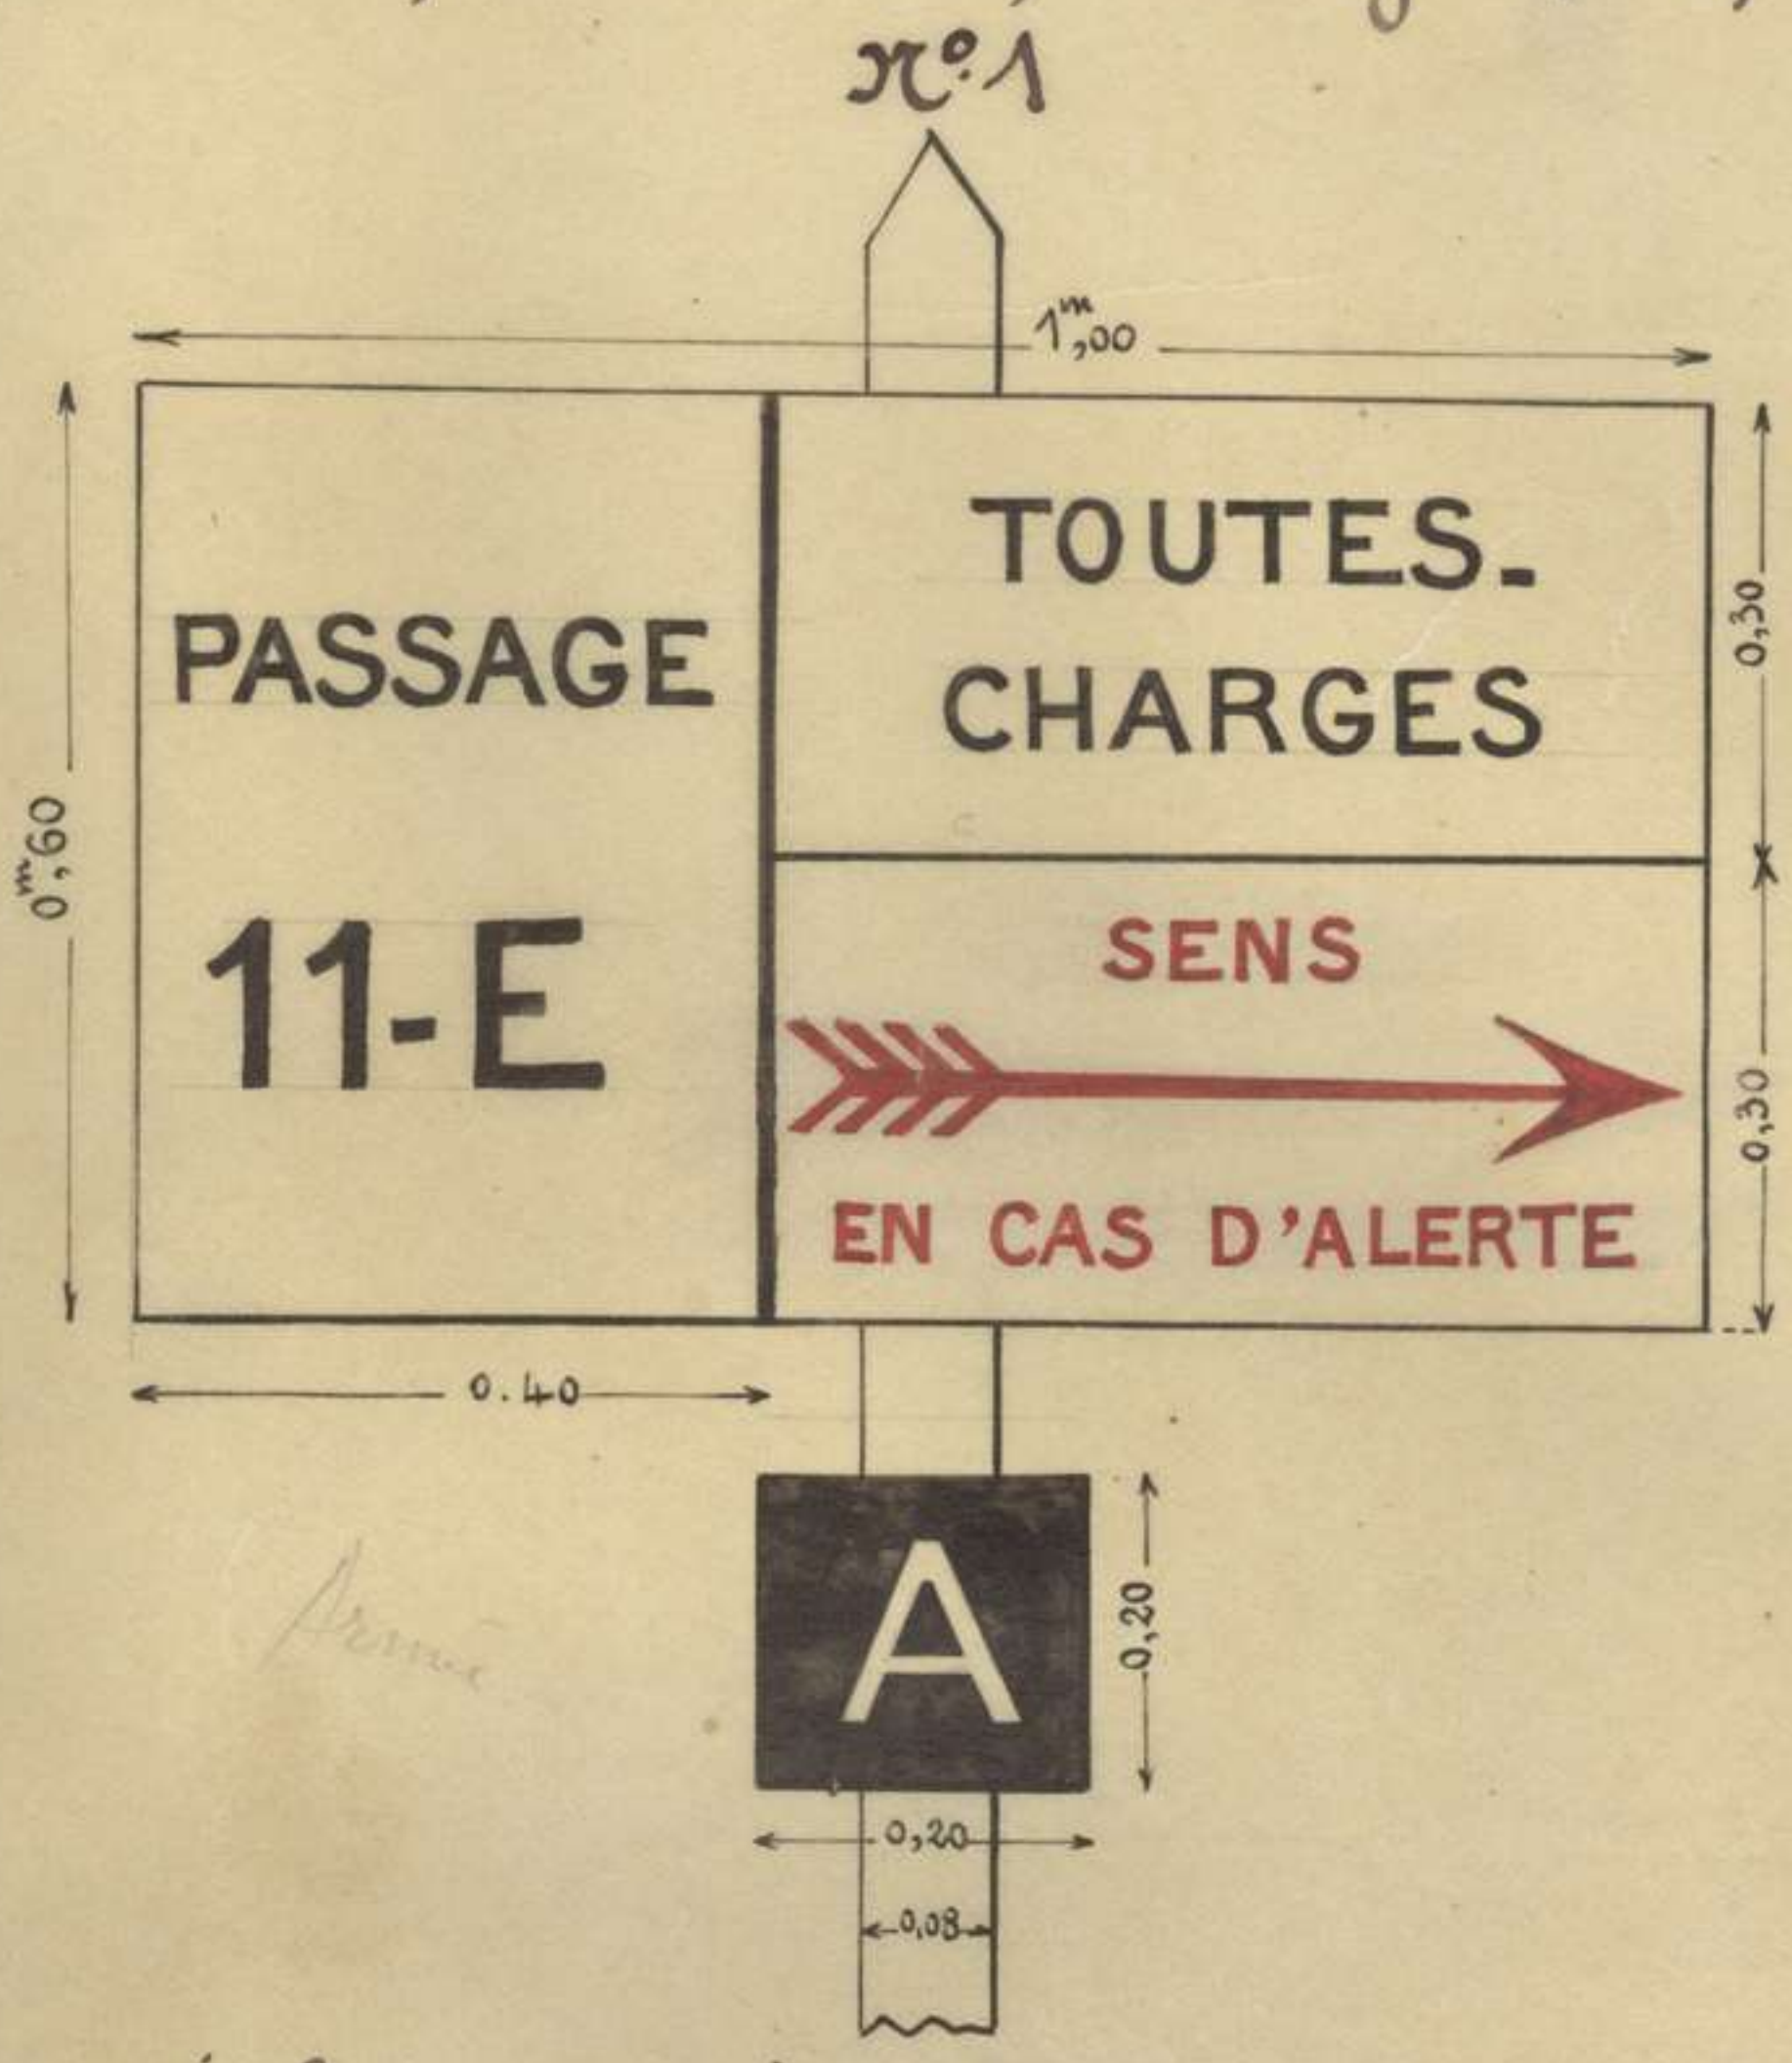 N° 1
1m,00
TOUTES-
CHARGES
0,30
PASSAGE
0m,60
11-E
SENS
0,30
EN CAS D'ALERTE
0.40
A
0,20
0,20
0,08